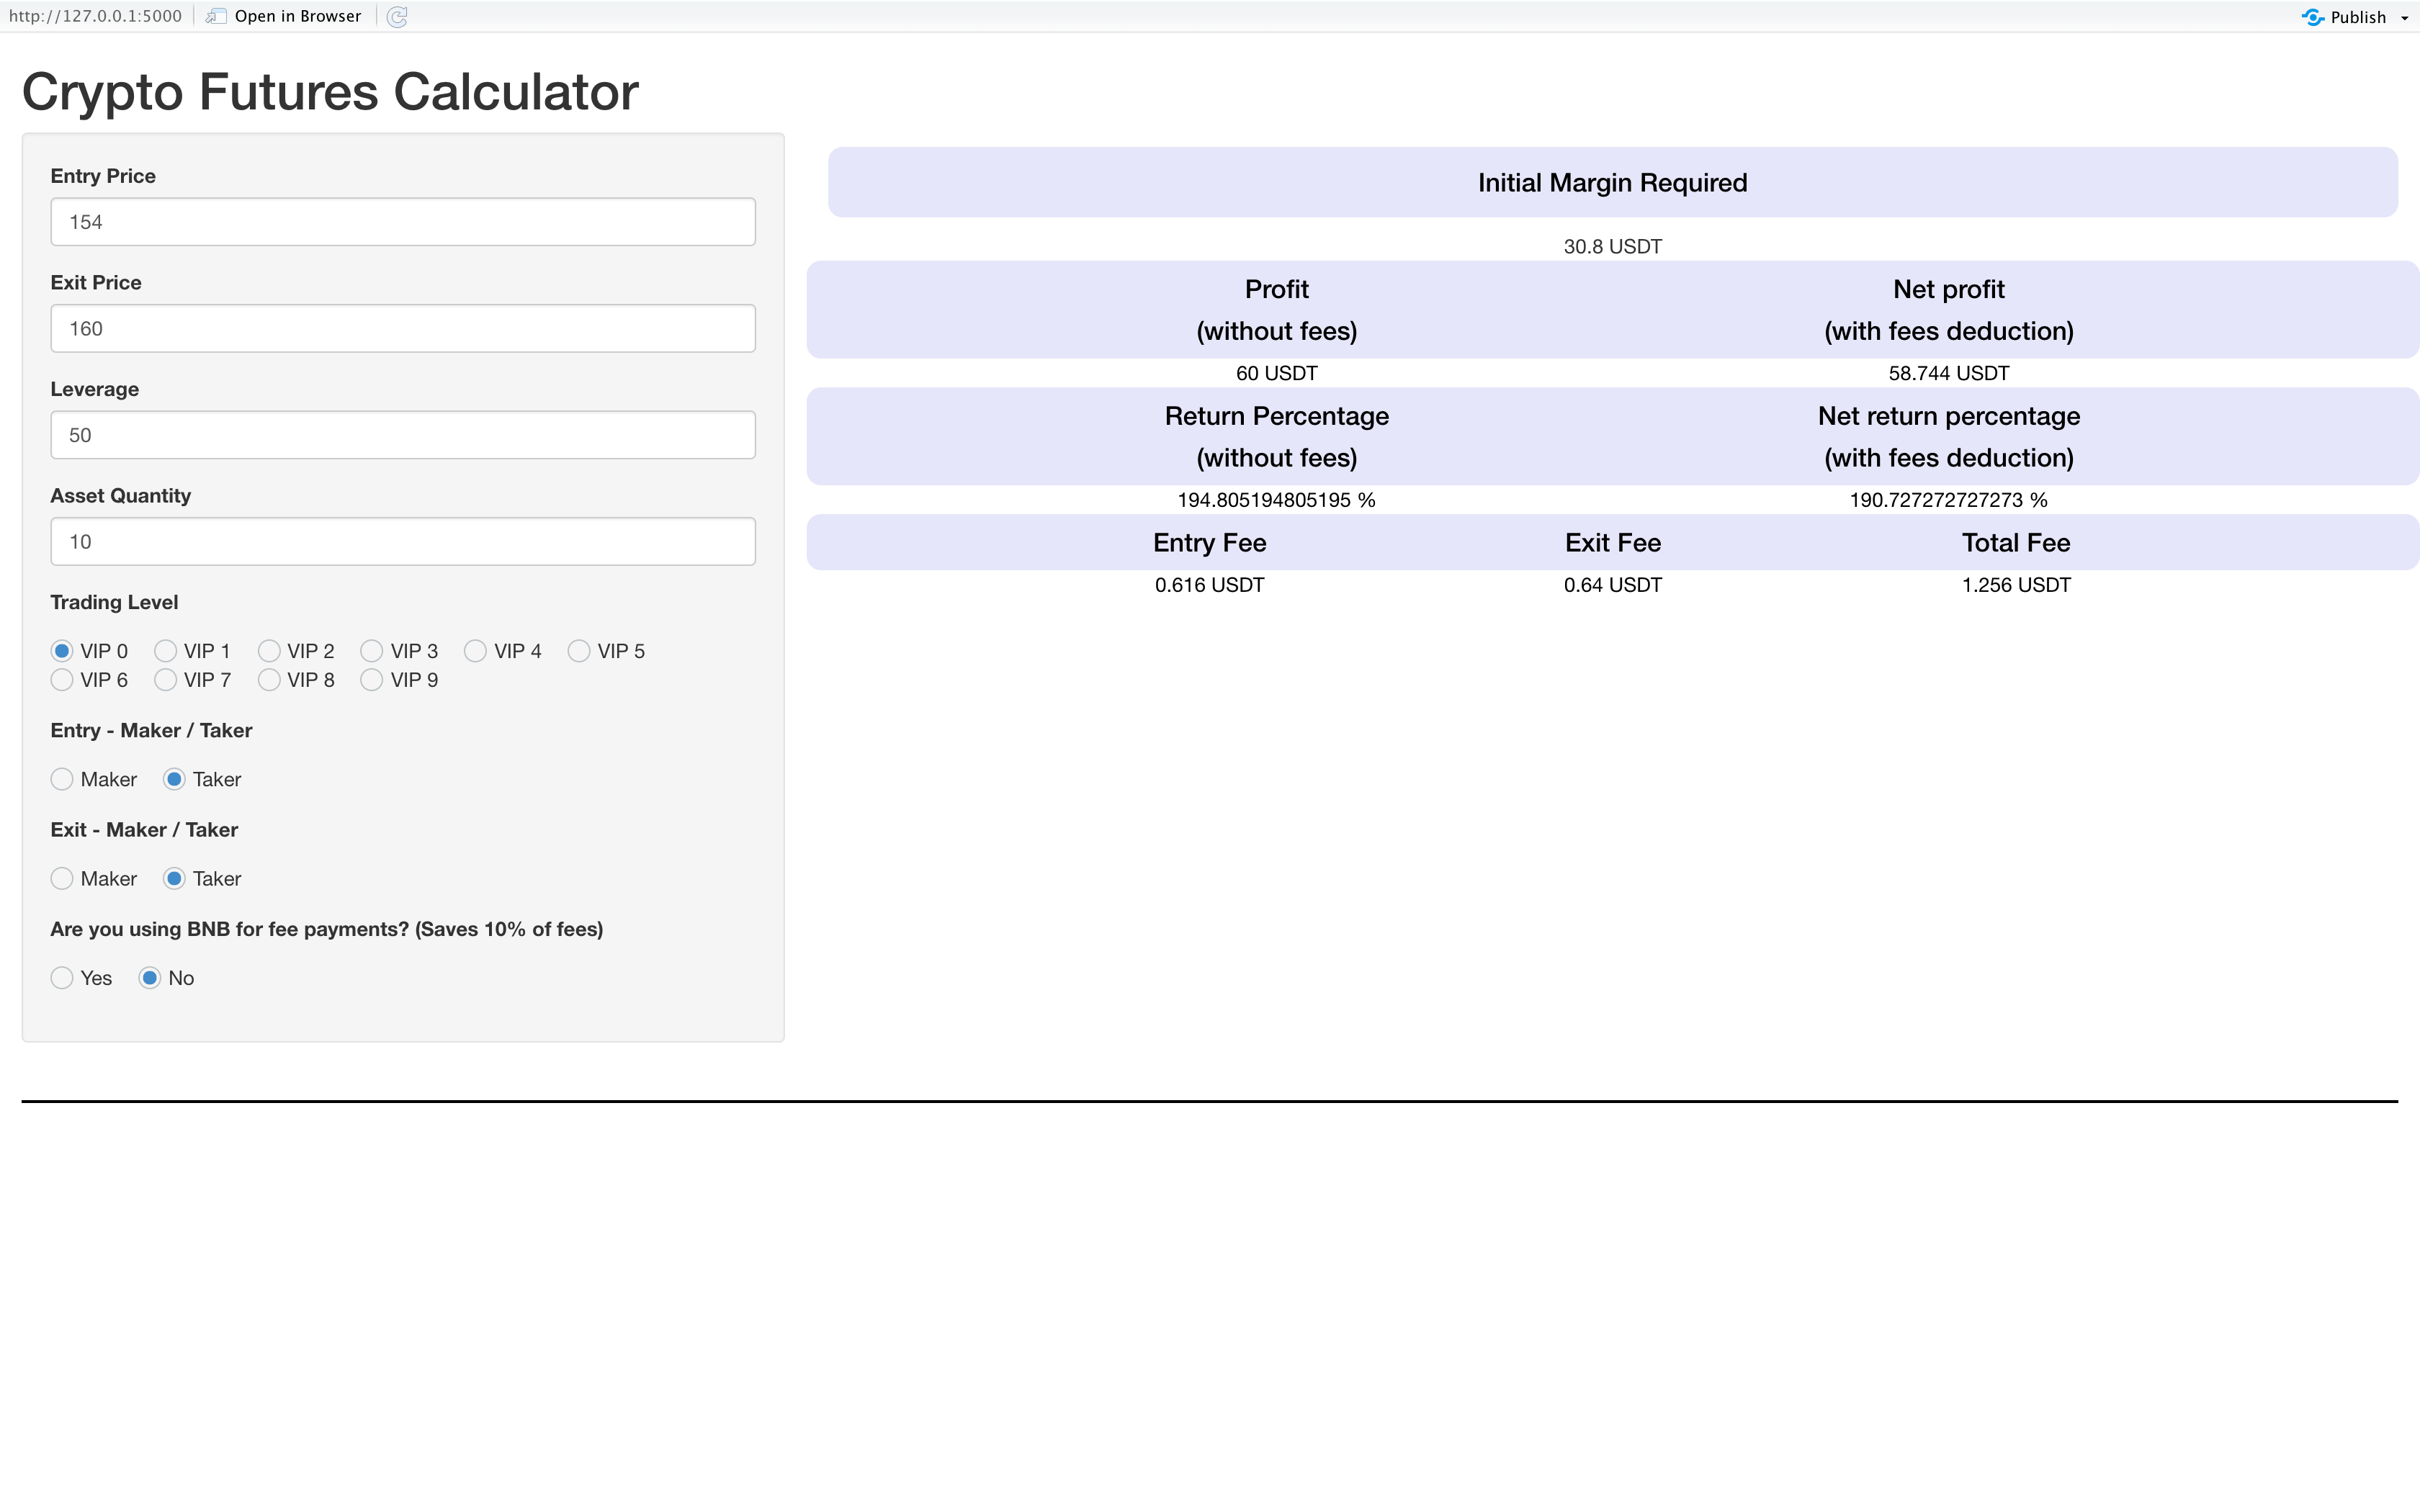 http://127.0.0.1:5000 Open in Browser Publish
Crypto Futures Calculator
Entry Price
154
Exit Price
160
Leverage
50
Asset Quantity
10
Trading Level
VIP 0 VIP 1 VIP 2 VIP 3 VIP 4 VIP 5
VIP 6 VIP 7 VIP 8 VIP 9
Entry - Maker / Taker
Maker Taker
Exit - Maker / Taker
Maker Taker
Are you using BNB for fee payments? (Saves 10% of fees)
Yes No
Initial Margin Required
30.8 USDT
Profit Net profit
(without fees) (with fees deduction)
60 USDT 58.744 USDT
Return Percentage Net return percentage
(without fees) (with fees deduction)
194.805194805195 % 190.727272727273 %
Entry Fee Exit Fee Total Fee
0.616 USDT 0.64 USDT 1.256 USDT